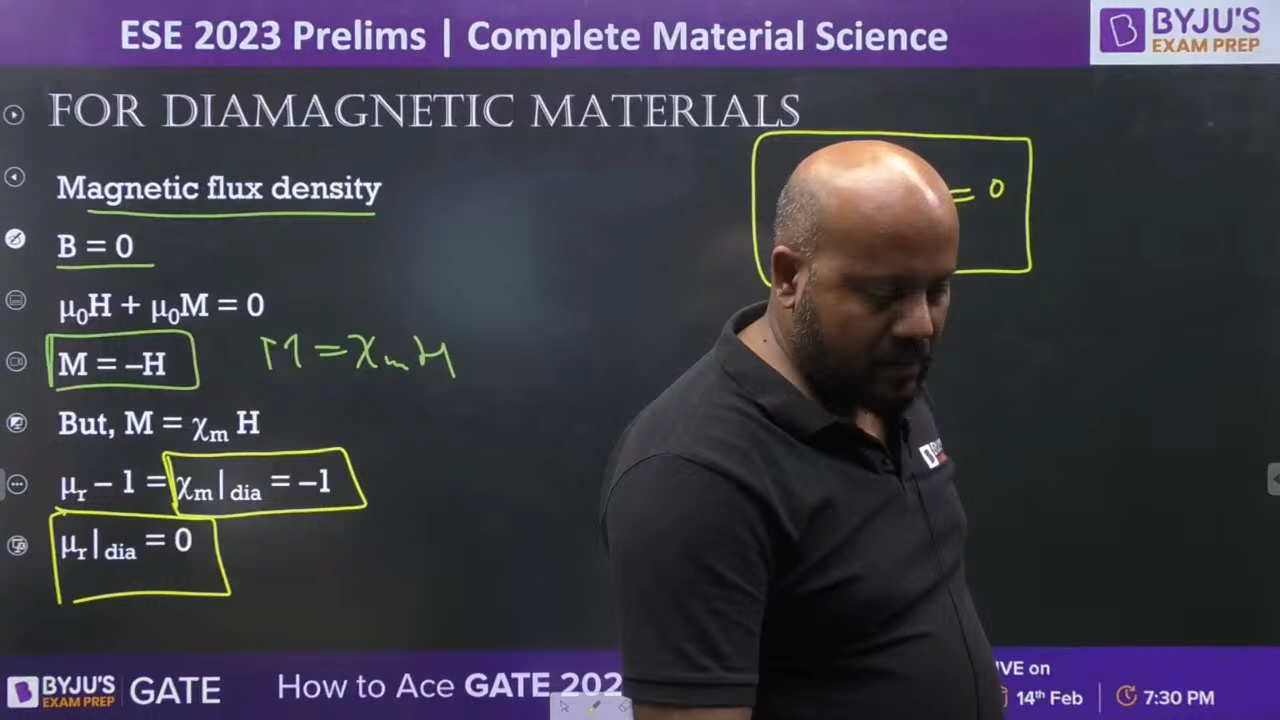 ESE 2023 Prelims | Complete Material Science
BYJU'S
EXAM PREP
FOR DIAMAGNETIC MATERIALS
Magnetic flux density
B = 0
= 0
μ₀H + μ₀M = 0
M = –H
M = χₘ H
But, M = χₘ H
μᵣ – 1 = χₘ|dia = –1
μᵣ|dia = 0
BYJU'S
EXAM PREP
GATE
How to Ace GATE 202
IVE on
14th Feb
7:30 PM